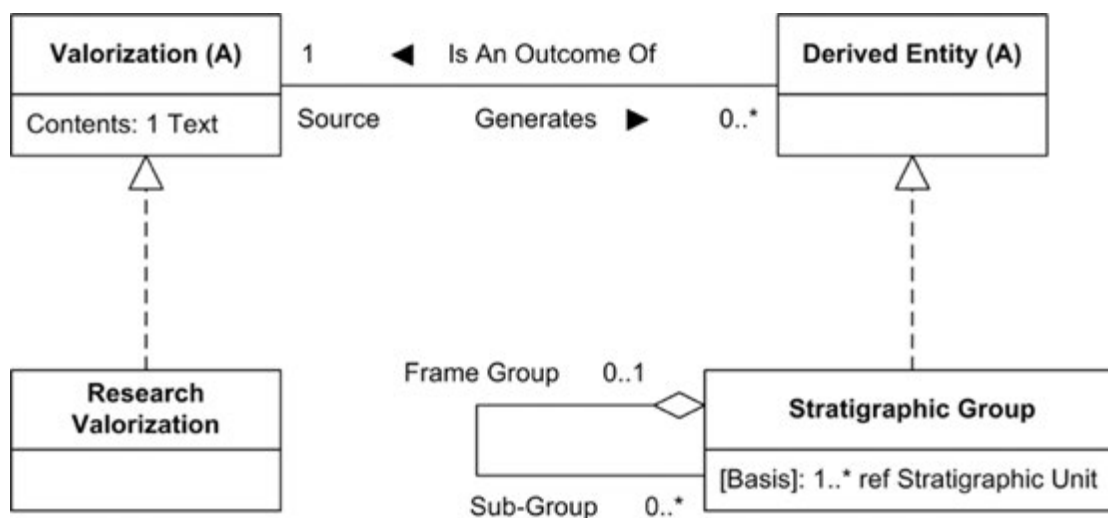 Valorization (A)
1 ◄ Is An Outcome Of
Derived Entity (A)
Contents: 1 Text
Source Generates ► 0..*
Frame Group 0..1
Research
Valorization
Stratigraphic Group
[Basis]: 1..* ref Stratigraphic Unit
Sub-Group 0..*